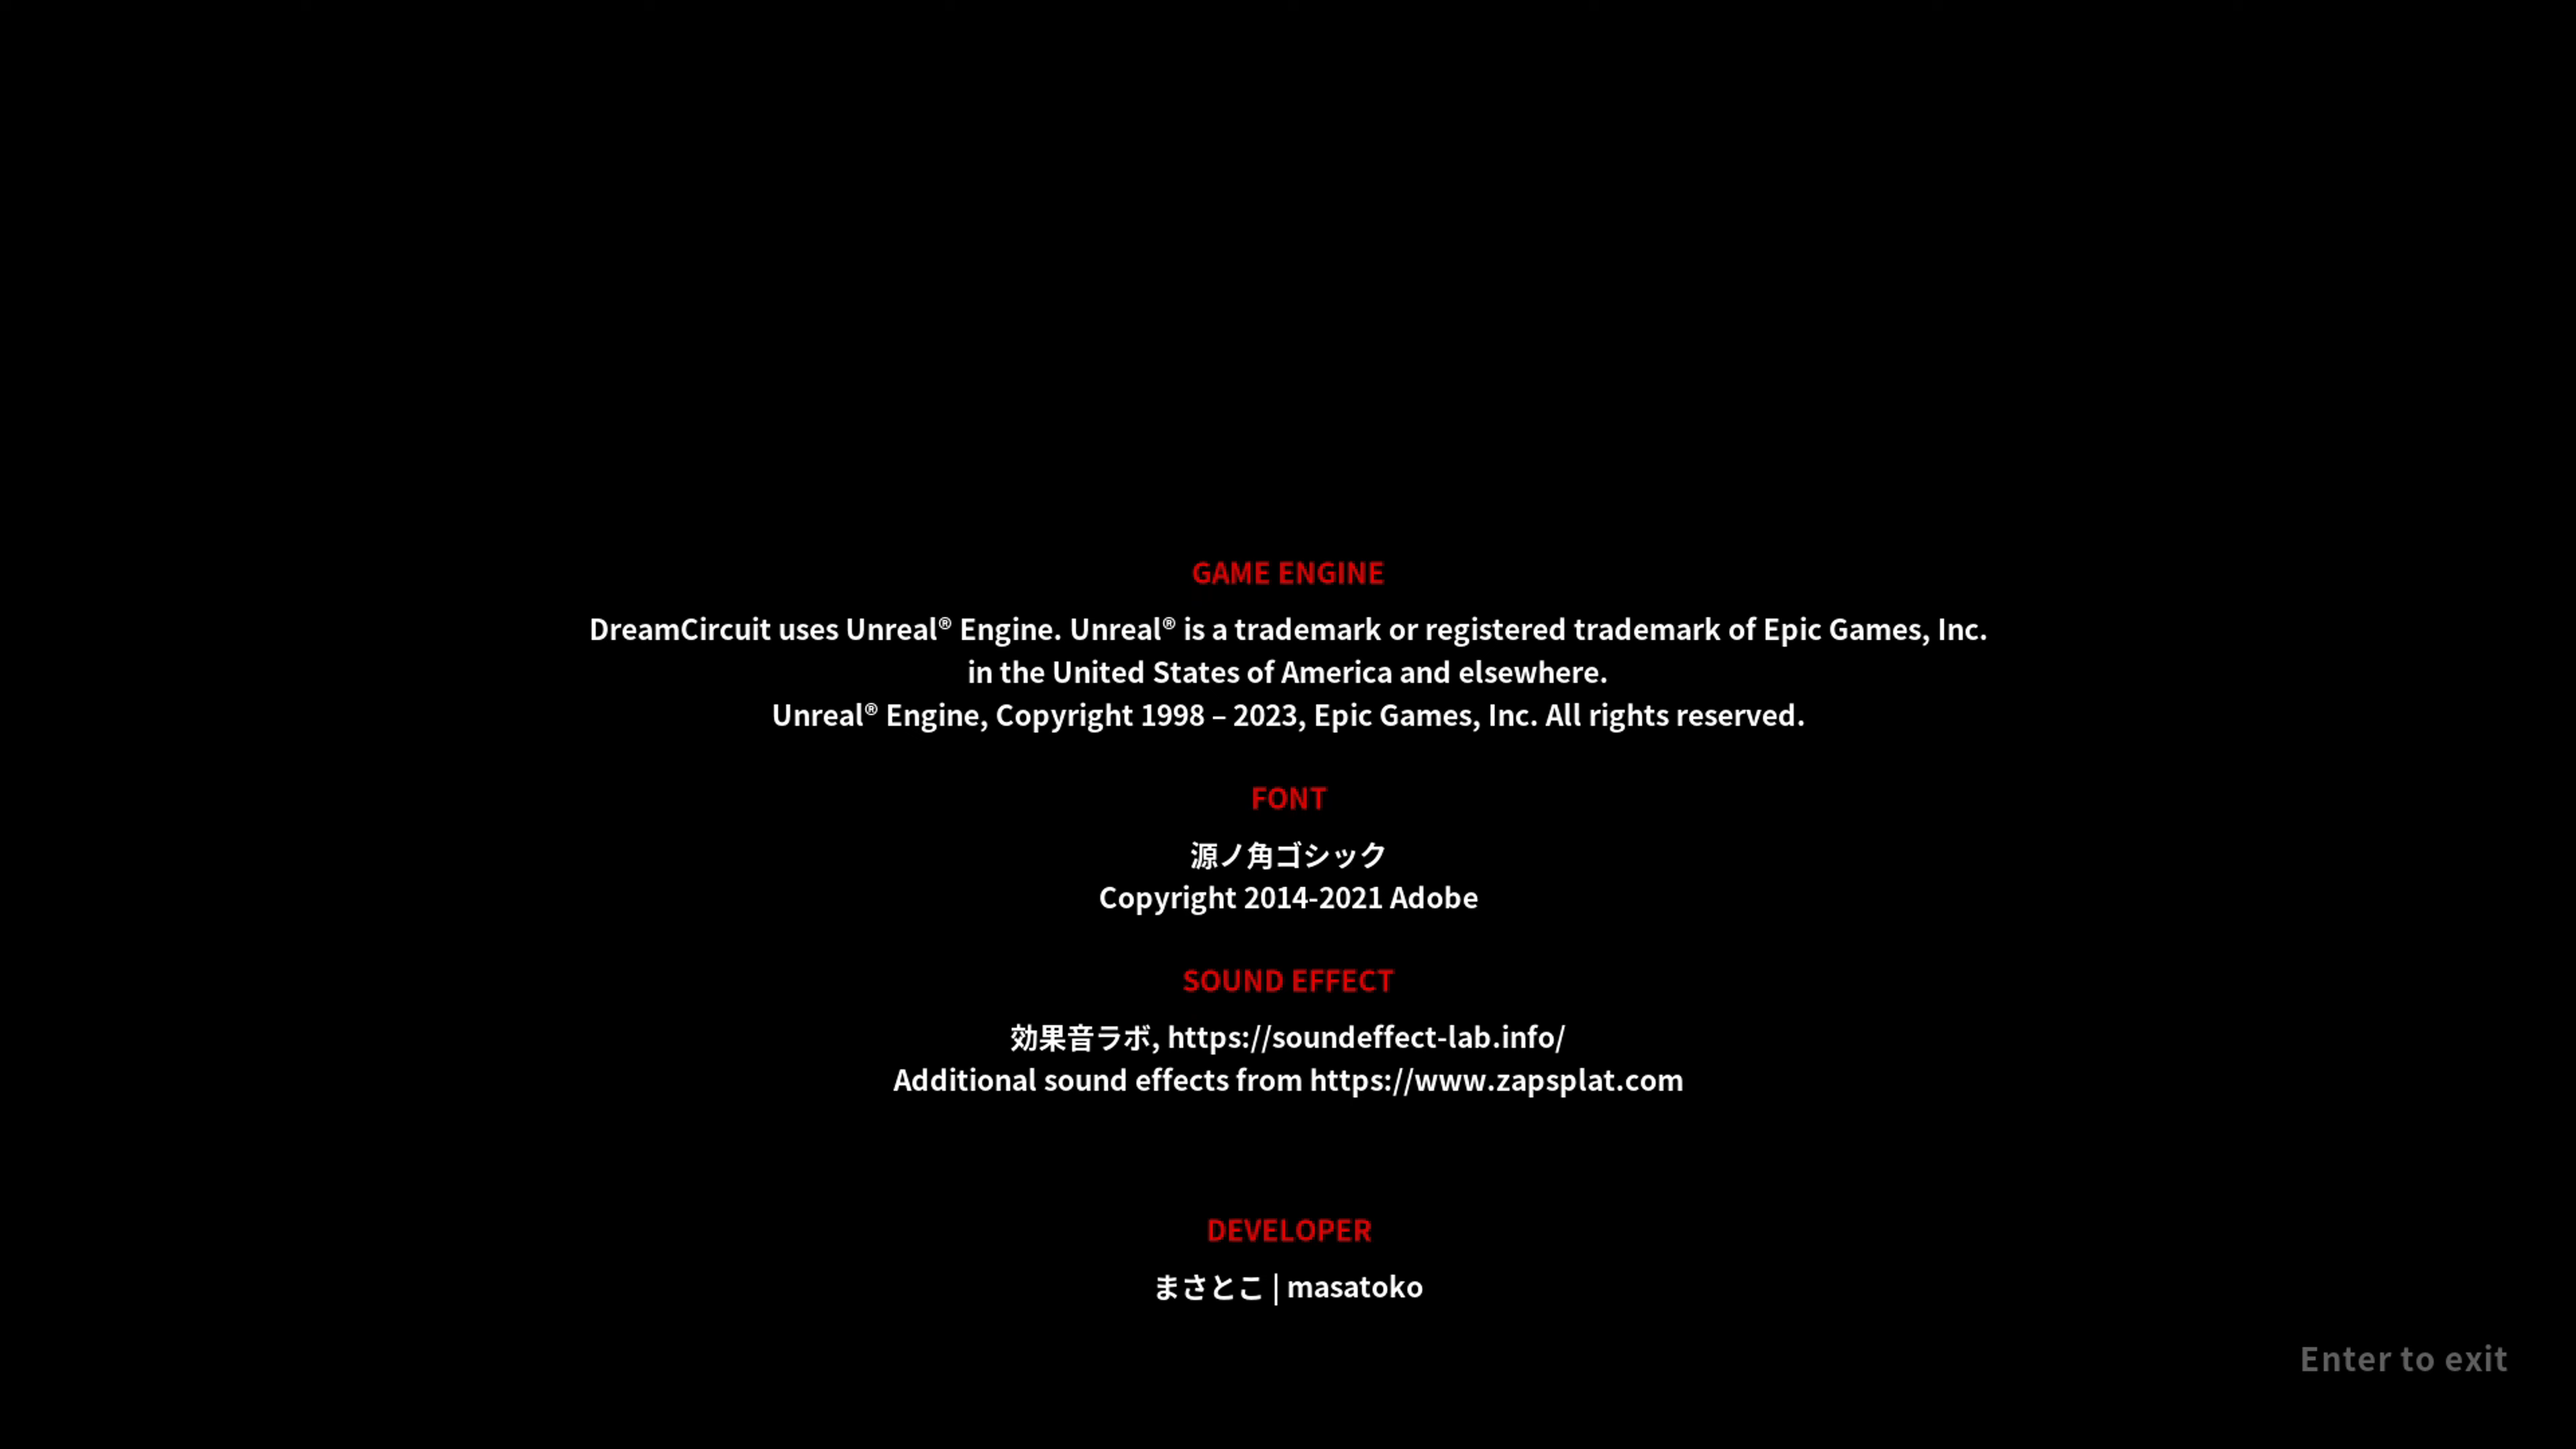 GAME ENGINE
DreamCircuit uses Unreal® Engine. Unreal® is a trademark or registered trademark of Epic Games, Inc.
in the United States of America and elsewhere.
Unreal® Engine, Copyright 1998 – 2023, Epic Games, Inc. All rights reserved.
FONT
源ノ角ゴシック
Copyright 2014-2021 Adobe
SOUND EFFECT
効果音ラボ, https://soundeffect-lab.info/
Additional sound effects from https://www.zapsplat.com
DEVELOPER
まさとこ | masatoko
Enter to exit